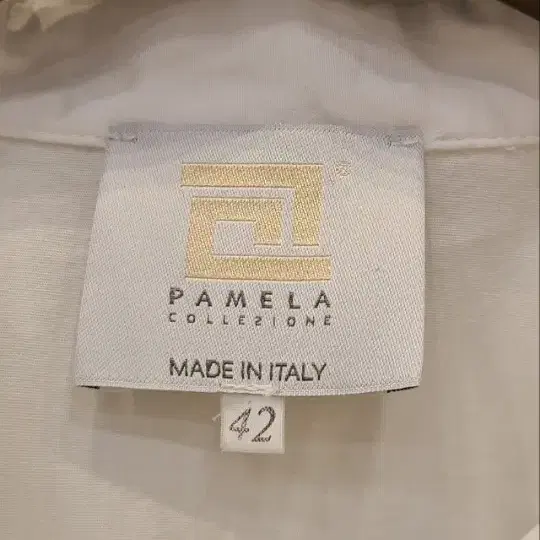 ®
PAMELA
COLLEZIONE
MADE IN ITALY
42